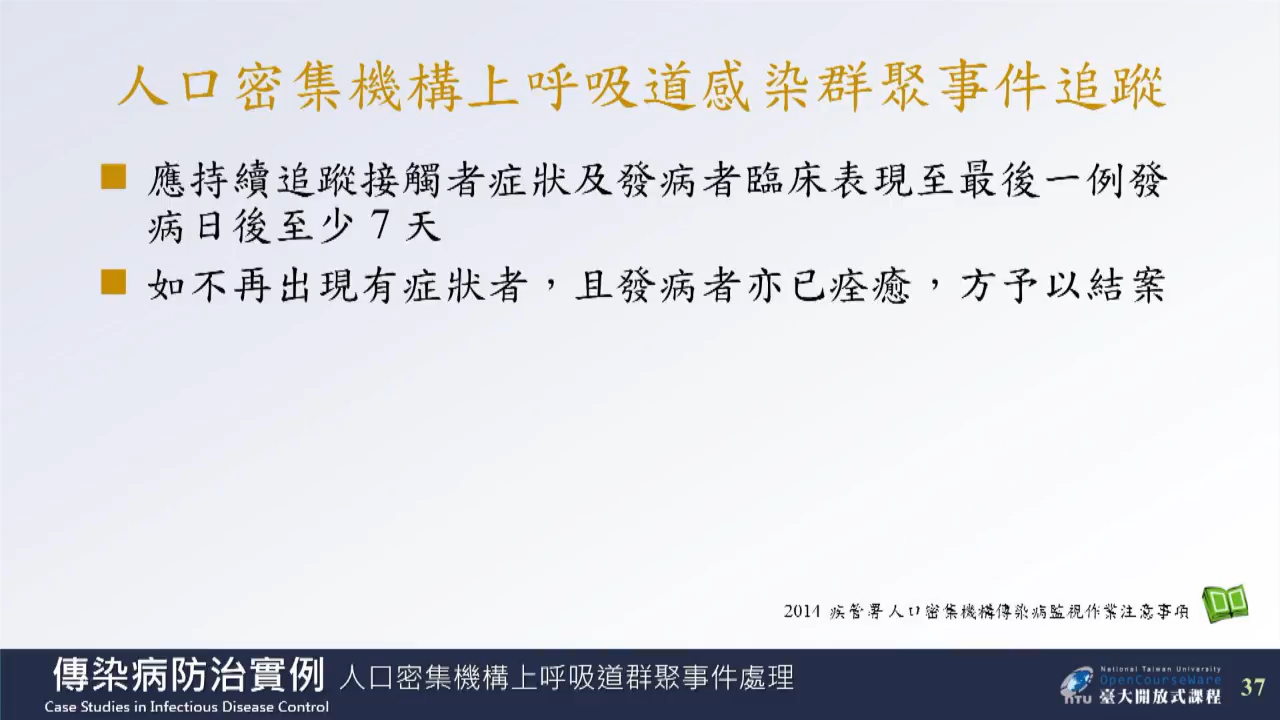 人口密集機構上呼吸道感染群聚事件追蹤
應持續追蹤接觸者症狀及發病者臨床表現至最後一例發
病日後至少 7 天
如不再出現有症狀者，且發病者亦已痊癒，方予以結案
2014 疾管署人口密集機構傳染病監視作業注意事項
傳染病防治實例 人口密集機構上呼吸道群聚事件處理
Case Studies in Infectious Disease Control
National Taiwan University
OpenCourseWare
NTU 臺大開放式課程
37